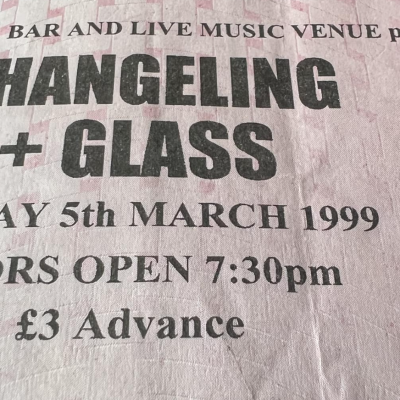 BAR AND LIVE MUSIC VENUE p
HANGELING
+ GLASS
AY 5th MARCH 1999
ORS OPEN 7:30pm
£3 Advance